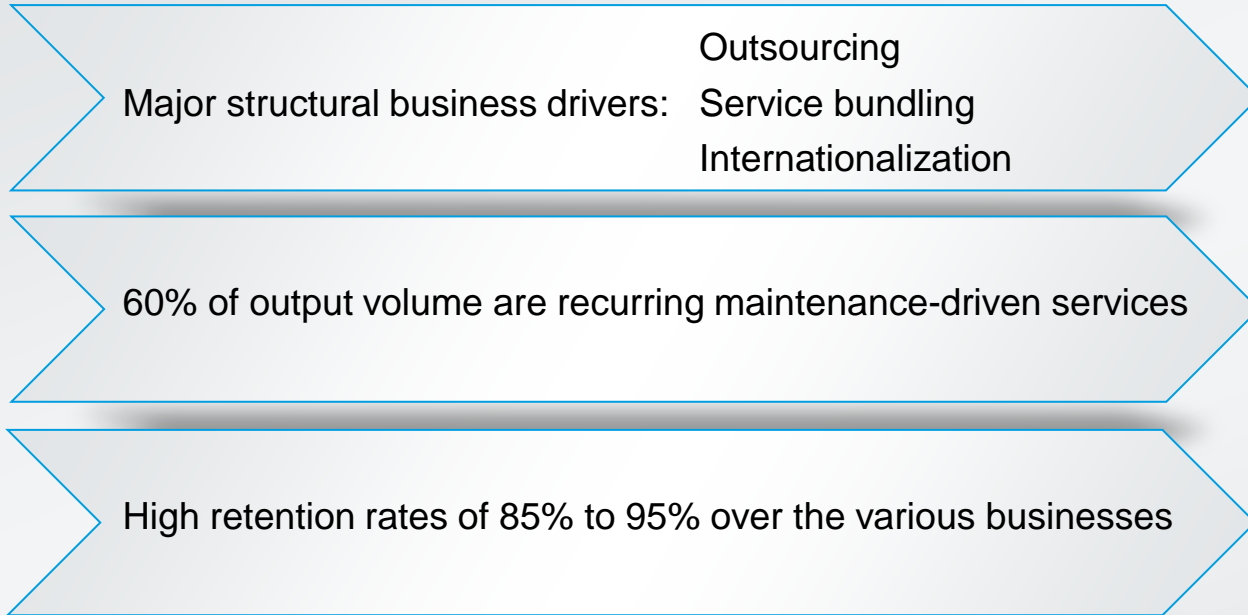 Outsourcing
Major structural business drivers: Service bundling
Internationalization
60% of output volume are recurring maintenance-driven services
High retention rates of 85% to 95% over the various businesses